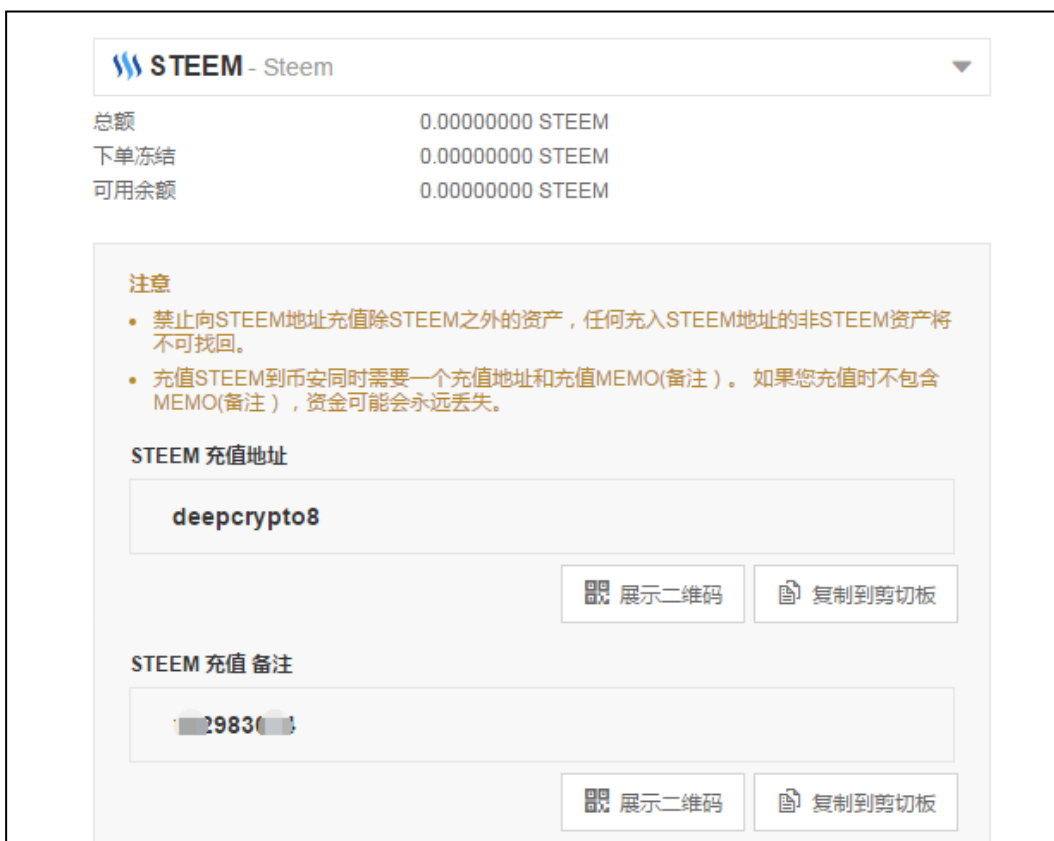 STEEM - Steem
总额 0.00000000 STEEM
下单冻结 0.00000000 STEEM
可用余额 0.00000000 STEEM
注意
• 禁止向STEEM地址充值除STEEM之外的资产，任何充入STEEM地址的非STEEM资产将
不可找回。
• 充值STEEM到币安同时需要一个充值地址和充值MEMO(备注）。 如果您充值时不包含
MEMO(备注），资金可能会永远丢失。
STEEM 充值地址
deepcrypto8
展示二维码 复制到剪切板
STEEM 充值 备注
展示二维码 复制到剪切板